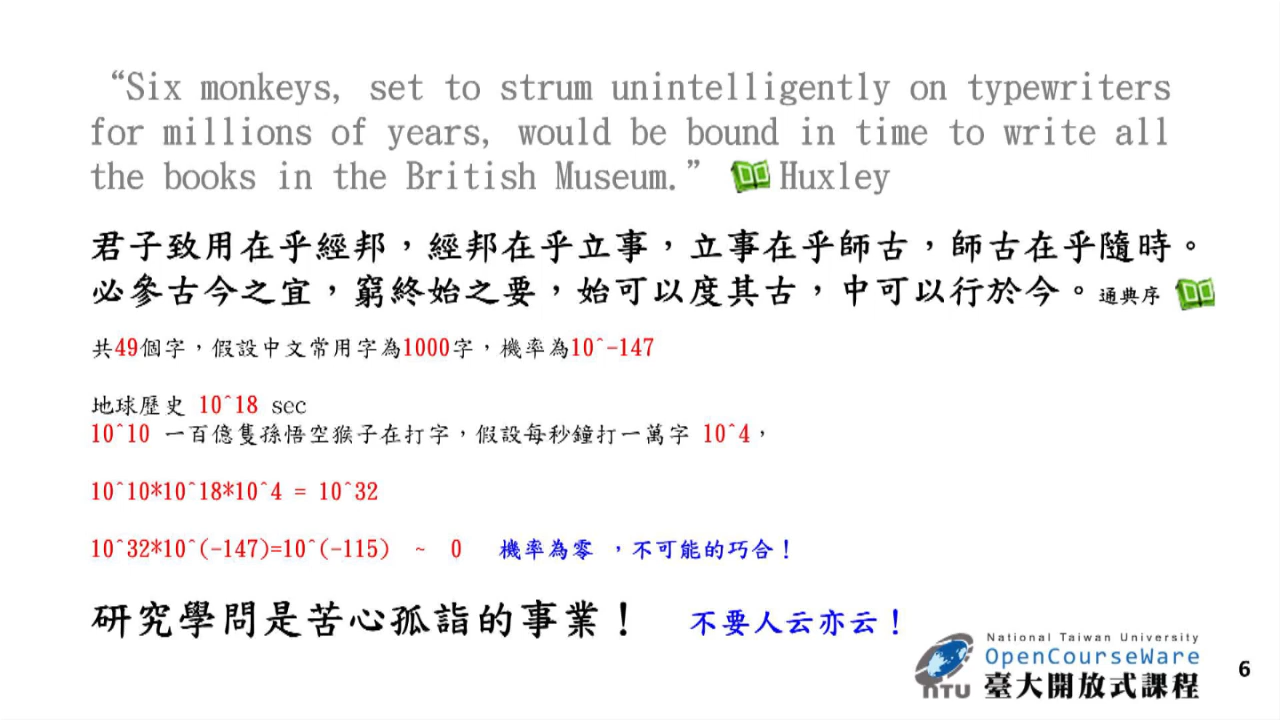 “Six monkeys, set to strum unintelligently on typewriters
for millions of years, would be bound in time to write all
the books in the British Museum.” Huxley
君子致用在乎經邦，經邦在乎立事，立事在乎師古，師古在乎隨時。
必參古今之宜，窮終始之要，始可以度其古，中可以行於今。通典序
共49個字，假設中文常用字為1000字，機率為10^-147
地球歷史 10^18 sec
10^10 一百億隻孫悟空猴子在打字，假設每秒鐘打一萬字 10^4，
10^10*10^18*10^4 = 10^32
10^32*10^(-147)=10^(-115) ~ 0 機率為零 ，不可能的巧合！
研究學問是苦心孤詣的事業！ 不要人云亦云！
National Taiwan University
OpenCourseWare
NTU 臺大開放式課程
6